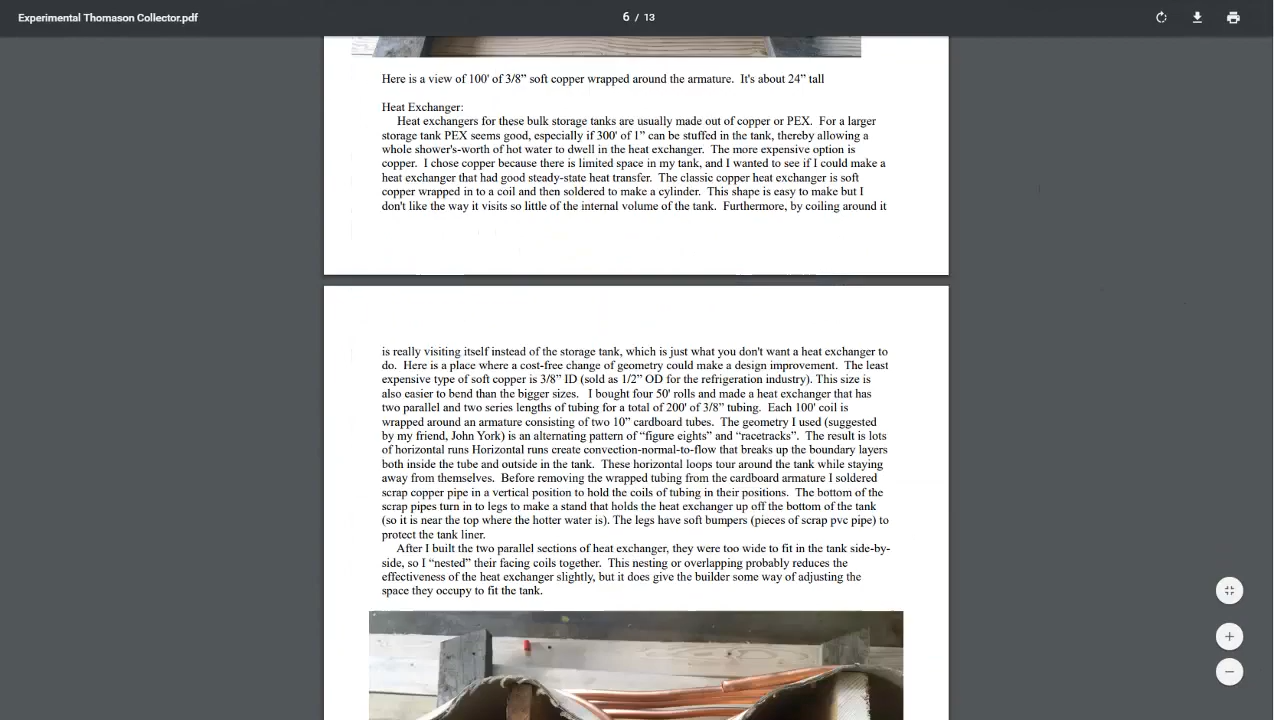 Experimental Thomason Collector.pdf
6 / 13
Here is a view of 100' of 3/8” soft copper wrapped around the armature.  It's about 24” tall
Heat Exchanger:
Heat exchangers for these bulk storage tanks are usually made out of copper or PEX.  For a larger
storage tank PEX seems good, especially if 300' of 1” can be stuffed in the tank, thereby allowing a
whole shower's-worth of hot water to dwell in the heat exchanger.  The more expensive option is
copper.  I chose copper because there is limited space in my tank, and I wanted to see if I could make a
heat exchanger that had good steady-state heat transfer.  The classic copper heat exchanger is soft
copper wrapped in to a coil and then soldered to make a cylinder.  This shape is easy to make but I
don't like the way it visits so little of the internal volume of the tank.  Furthermore, by coiling around it
is really visiting itself instead of the storage tank, which is just what you don't want a heat exchanger to
do.  Here is a place where a cost-free change of geometry could make a design improvement.  The least
expensive type of soft copper is 3/8” ID (sold as 1/2” OD for the refrigeration industry). This size is
also easier to bend than the bigger sizes.   I bought four 50' rolls and made a heat exchanger that has
two parallel and two series lengths of tubing for a total of 200' of 3/8” tubing.  Each 100' coil is
wrapped around an armature consisting of two 10” cardboard tubes.  The geometry I used (suggested
by my friend, John York) is an alternating pattern of “figure eights” and “racetracks”.  The result is lots
of horizontal runs Horizontal runs create convection-normal-to-flow that breaks up the boundary layers
both inside the tube and outside in the tank.  These horizontal loops tour around the tank while staying
away from themselves.  Before removing the wrapped tubing from the cardboard armature I soldered
scrap copper pipe in a vertical position to hold the coils of tubing in their positions.  The bottom of the
scrap pipes turn in to legs to make a stand that holds the heat exchanger up off the bottom of the tank
(so it is near the top where the hotter water is). The legs have soft bumpers (pieces of scrap pvc pipe) to
protect the tank liner.
After I built the two parallel sections of heat exchanger, they were too wide to fit in the tank side-by-
side, so I “nested” their facing coils together.  This nesting or overlapping probably reduces the
effectiveness of the heat exchanger slightly, but it does give the builder some way of adjusting the
space they occupy to fit the tank.